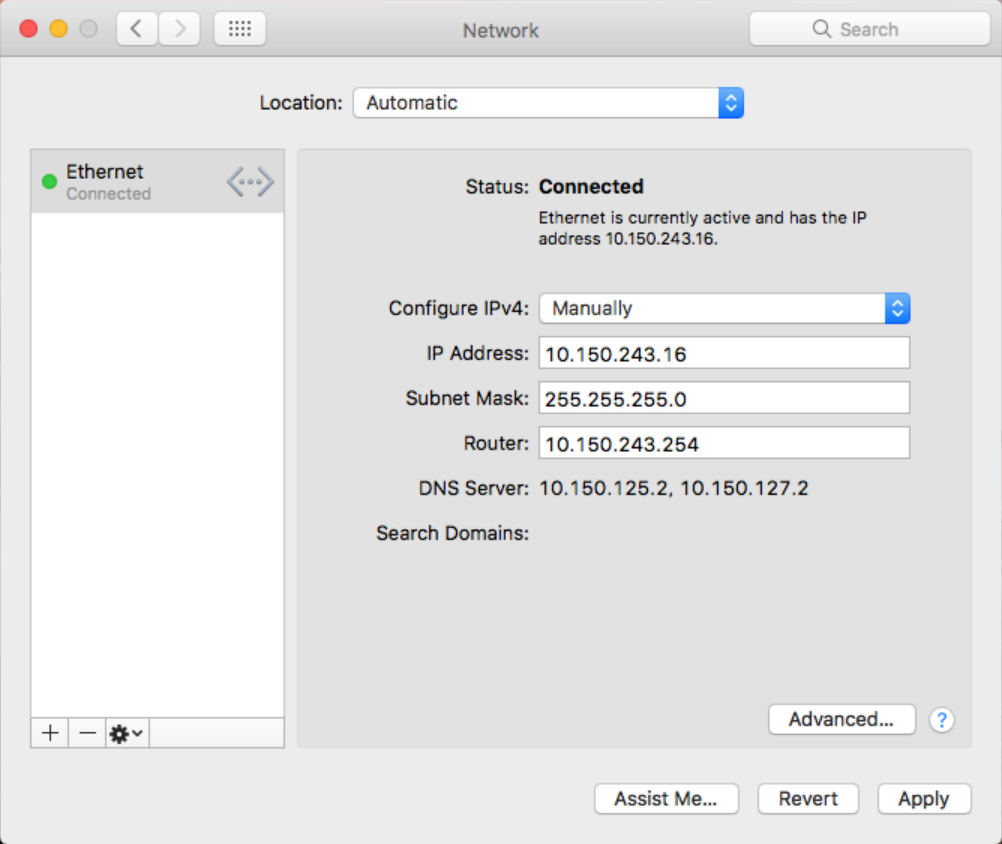 Network
Search
Location: Automatic
Ethernet
Connected
Status: Connected
Ethernet is currently active and has the IP
address 10.150.243.16.
Configure IPv4: Manually
IP Address: 10.150.243.16
Subnet Mask: 255.255.255.0
Router: 10.150.243.254
DNS Server: 10.150.125.2, 10.150.127.2
Search Domains:
Advanced... ?
Assist Me... Revert Apply